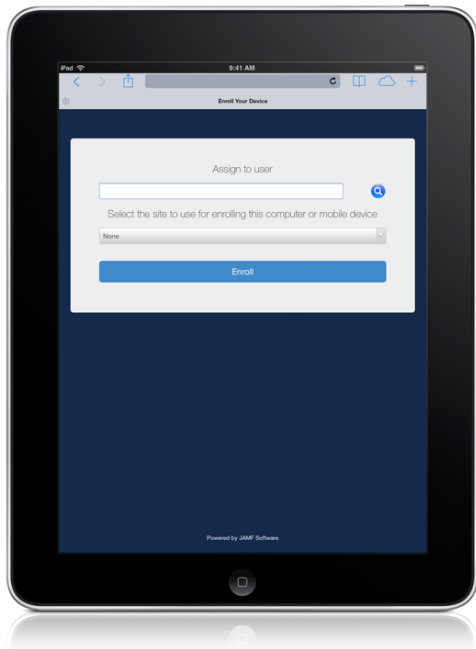 iPad
9:41 AM
Enroll Your Device
Assign to user
Select the site to use for enrolling this computer or mobile device
None
Enroll
Powered by JAMF Software